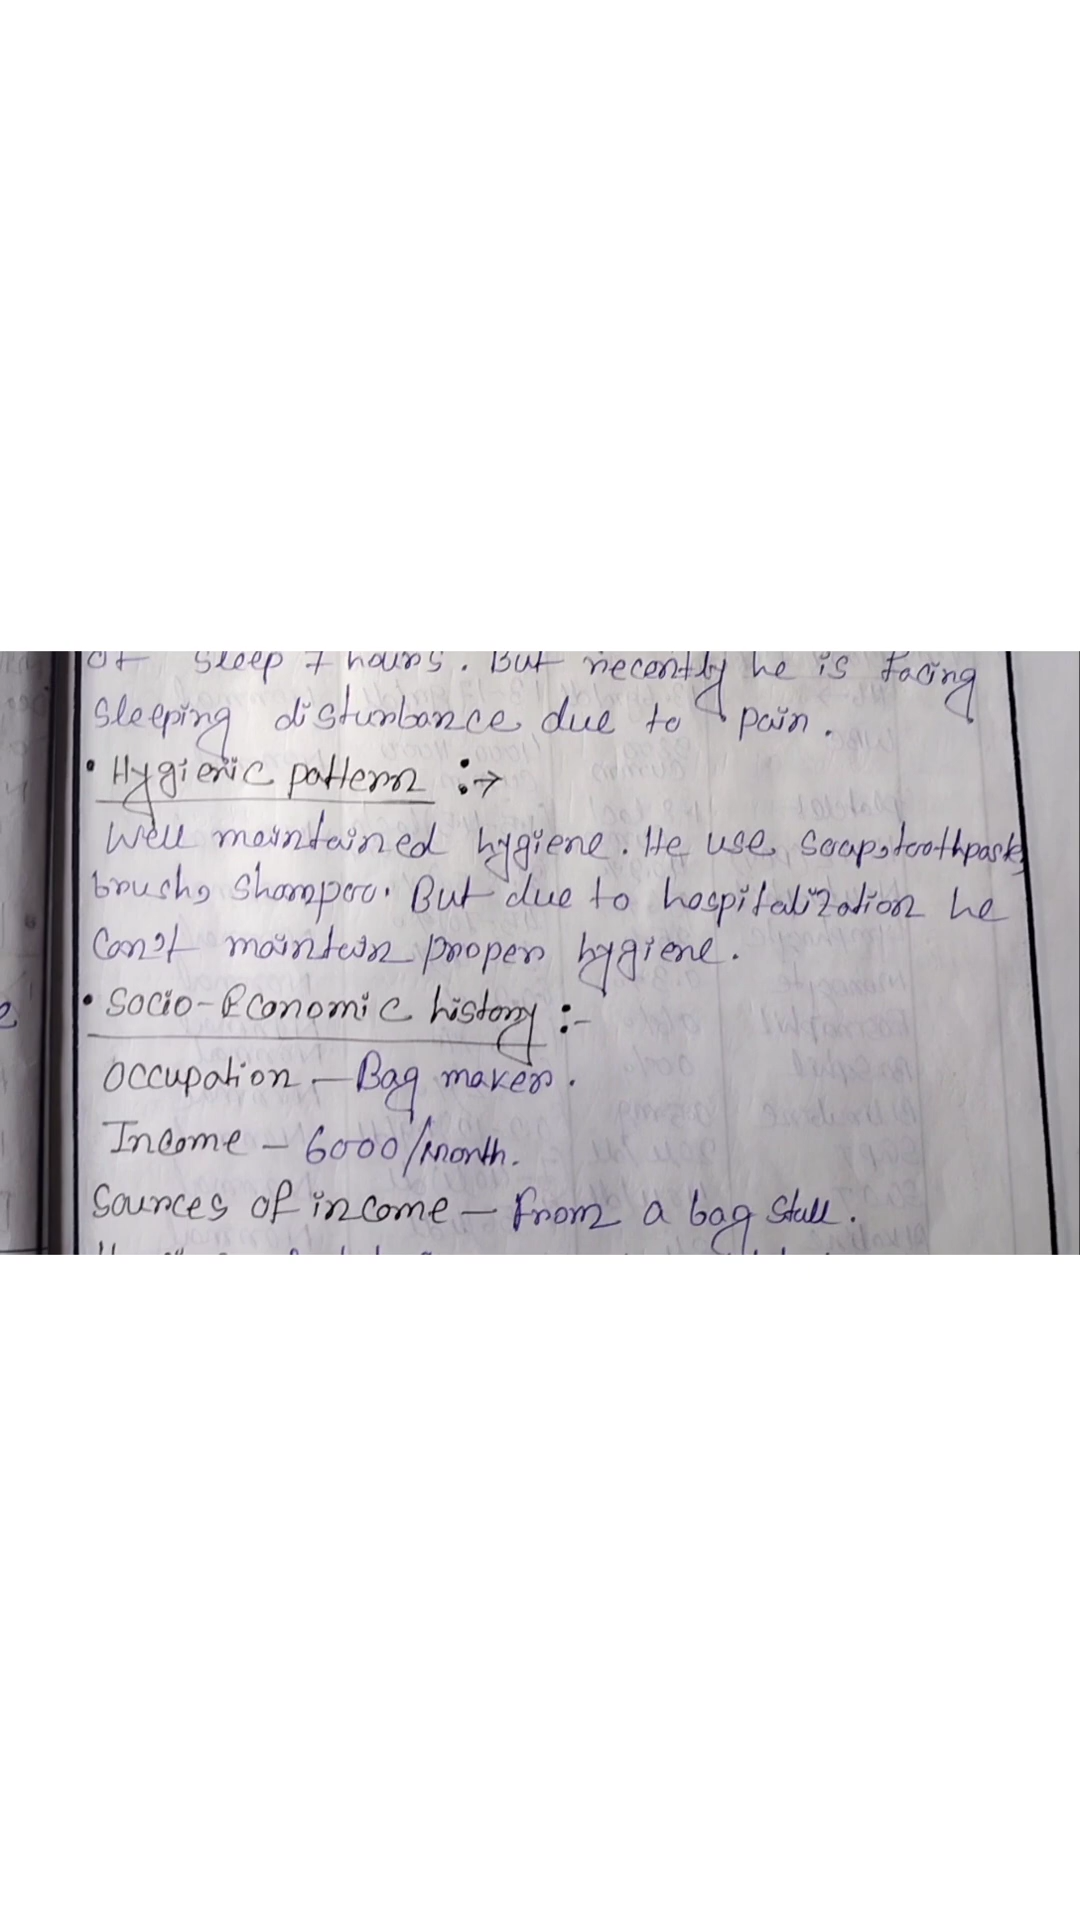 of sleep 7 hours. But recently he is facing
sleeping disturbance due to pain.
• Hygienic pattern :→
Well maintained hygiene. He use soap, toothpaste,
brush, shampoo. But due to hospitalization he
can't maintain proper hygiene.
• Socio-Economic history :-
Occupation - Bag maker.
Income - 6000/Month.
Sources of income - From a bag stall.